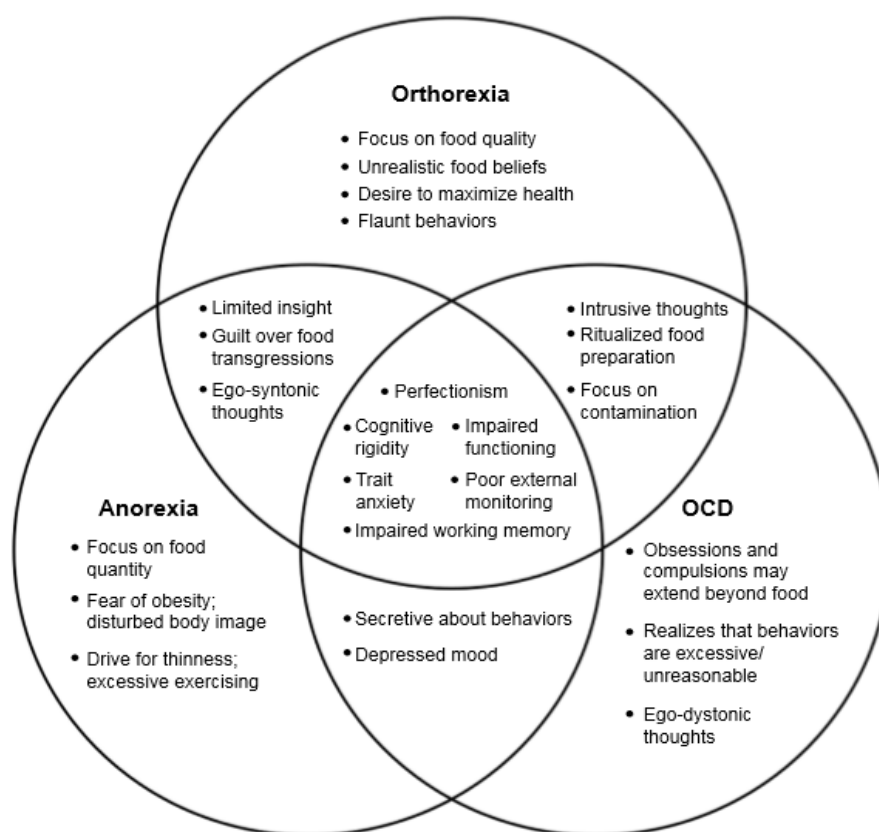 Orthorexia
• Focus on food quality
• Unrealistic food beliefs
• Desire to maximize health
• Flaunt behaviors
• Limited insight
• Guilt over food
transgressions
• Ego-syntonic
thoughts
• Intrusive thoughts
• Ritualized food
preparation
• Focus on
contamination
• Perfectionism
• Cognitive
rigidity
• Impaired
functioning
• Trait
anxiety
• Poor external
monitoring
• Impaired working memory
Anorexia
• Focus on food
quantity
• Fear of obesity;
disturbed body image
• Drive for thinness;
excessive exercising
OCD
• Obsessions and
compulsions may
extend beyond food
• Realizes that behaviors
are excessive/
unreasonable
• Ego-dystonic
thoughts
• Secretive about behaviors
• Depressed mood